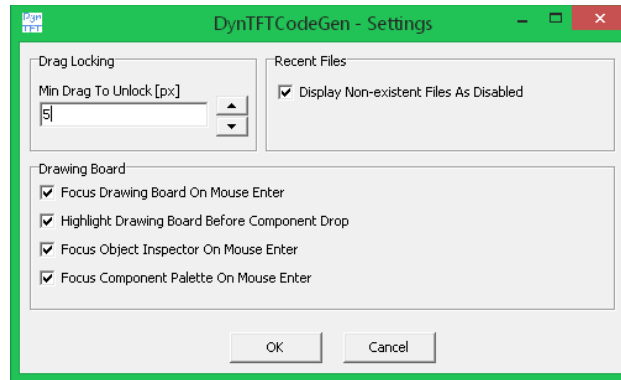 Dyn
TFT
DynTFTCodeGen - Settings
Drag Locking
Min Drag To Unlock [px]
5
Recent Files
Display Non-existent Files As Disabled
Drawing Board
Focus Drawing Board On Mouse Enter
Highlight Drawing Board Before Component Drop
Focus Object Inspector On Mouse Enter
Focus Component Palette On Mouse Enter
OK
Cancel